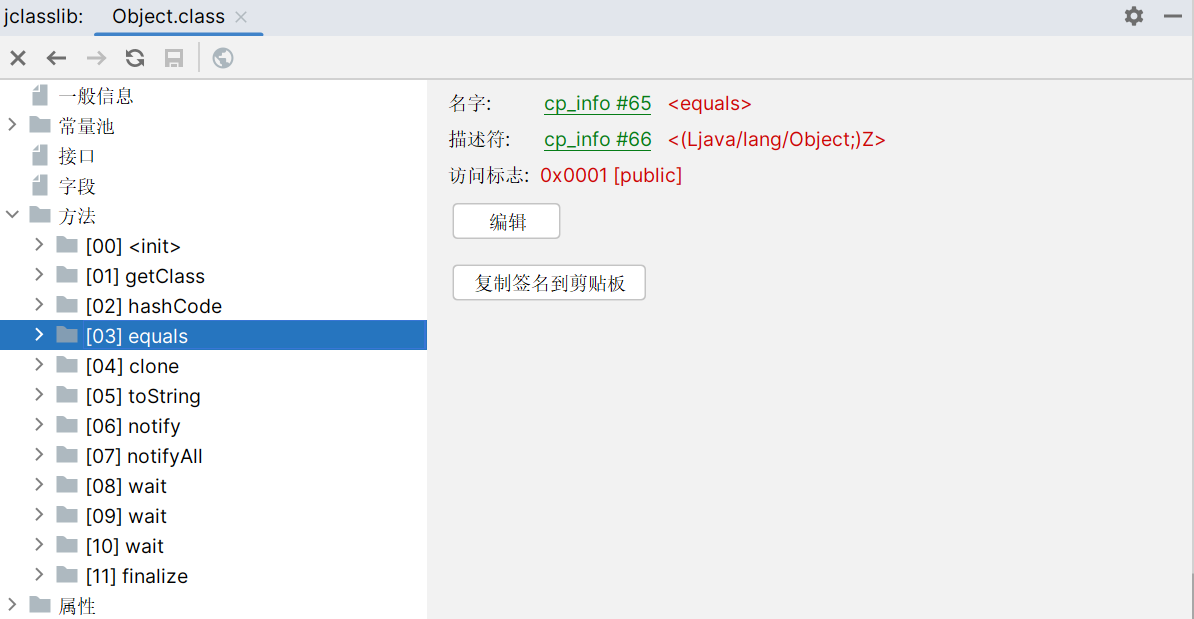 jclasslib: Object.class
一般信息
常量池
接口
字段
方法
[00] <init>
[01] getClass
[02] hashCode
[03] equals
[04] clone
[05] toString
[06] notify
[07] notifyAll
[08] wait
[09] wait
[10] wait
[11] finalize
属性
名字: cp_info #65 <equals>
描述符: cp_info #66 <(Ljava/lang/Object;)Z>
访问标志: 0x0001 [public]
编辑
复制签名到剪贴板